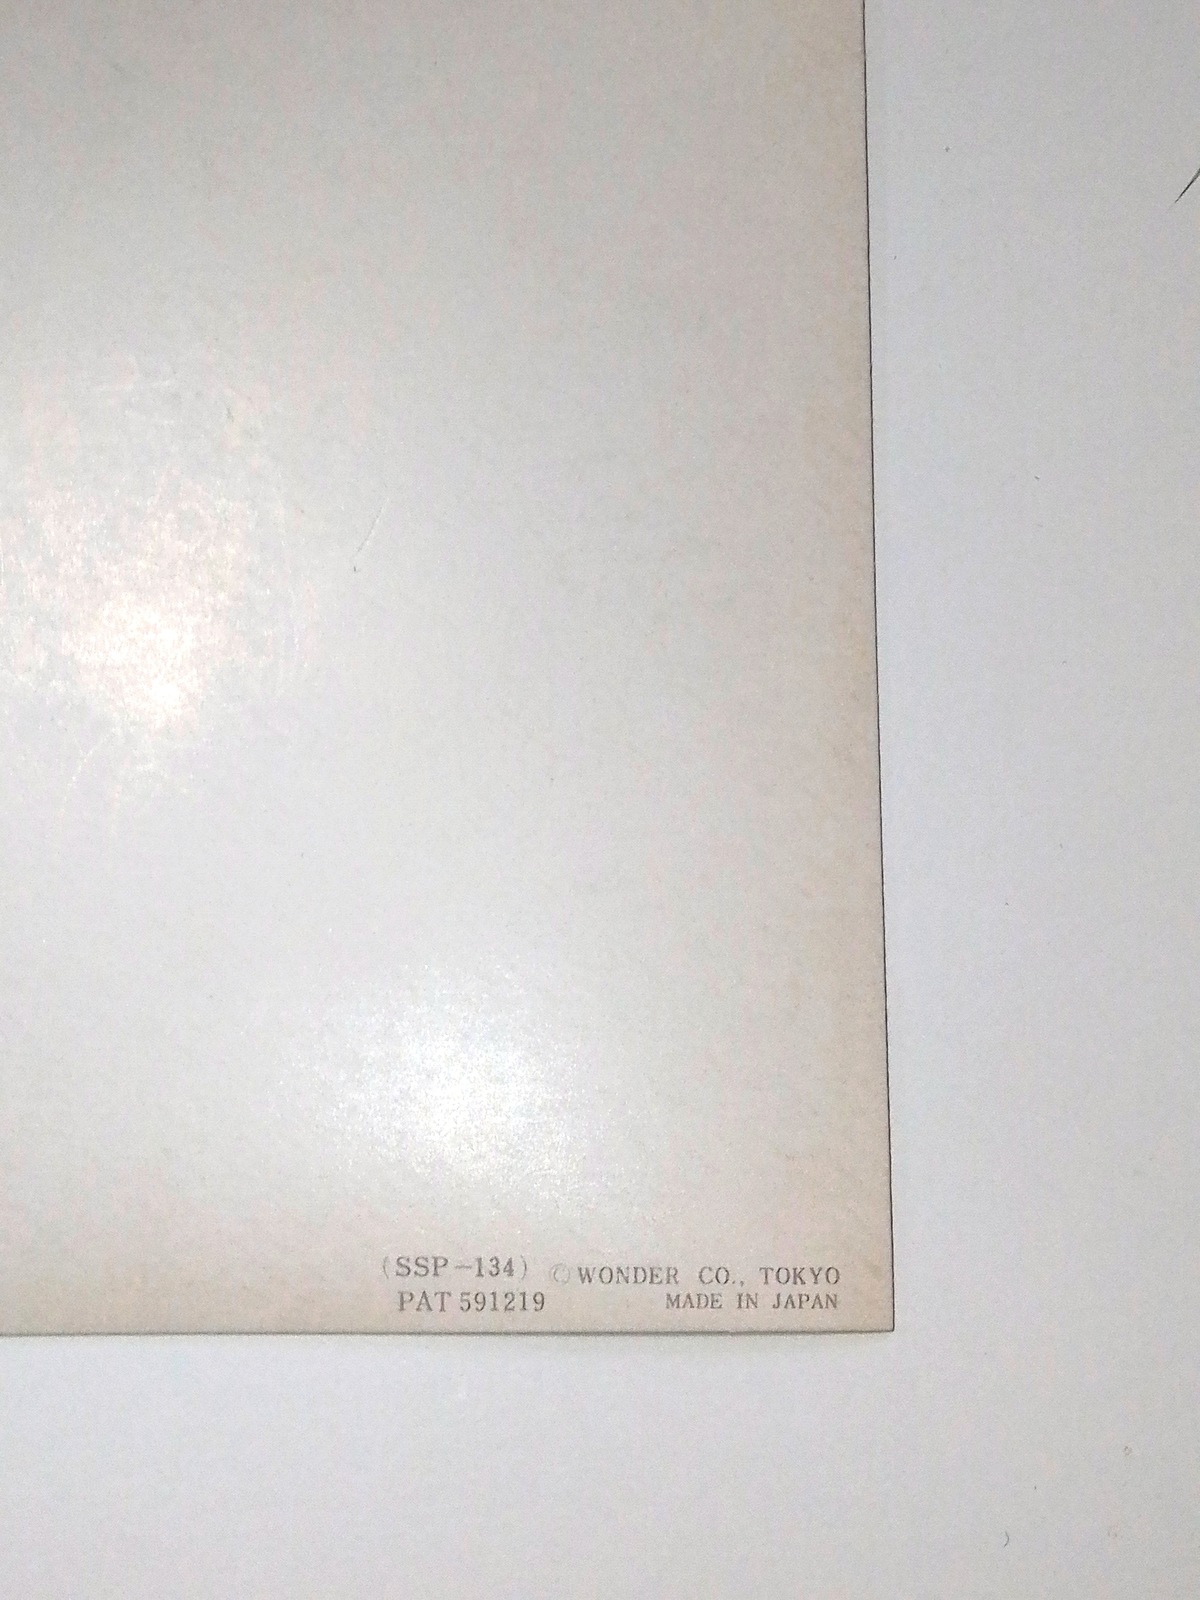 (SSP-134) ©WONDER CO., TOKYO
PAT 591219 MADE IN JAPAN